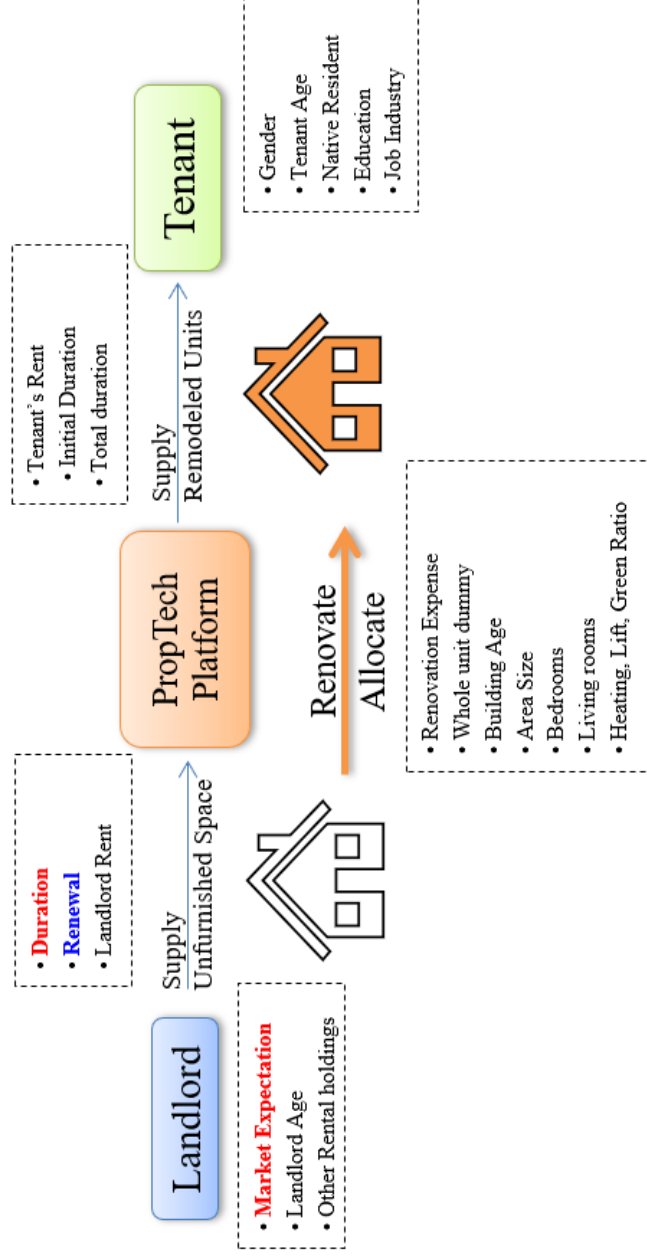 • Duration
• Renewal
• Landlord Rent
• Tenant's Rent
• Initial Duration
• Total duration
Landlord
Supply
Unfurnished Space
PropTech
Platform
Supply
Remodeled Units
Tenant
• Market Expectation
• Landlord Age
• Other Rental holdings
Renovate
Allocate
• Gender
• Tenant Age
• Native Resident
• Education
• Job Industry
• Renovation Expense
• Whole unit dummy
• Building Age
• Area Size
• Bedrooms
• Living rooms
• Heating, Lift, Green Ratio